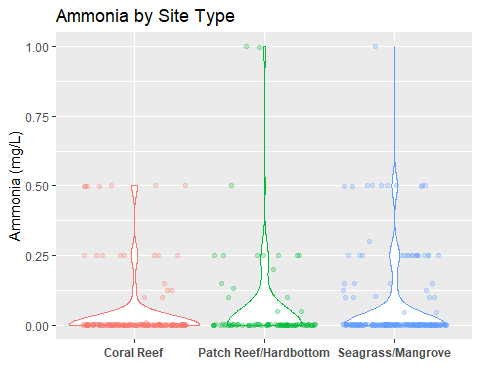 Ammonia by Site Type
1.00
0.75
0.50
0.25
0.00
Ammonia (mg/L)
Coral Reef
Patch Reef/Hardbottom
Seagrass/Mangrove